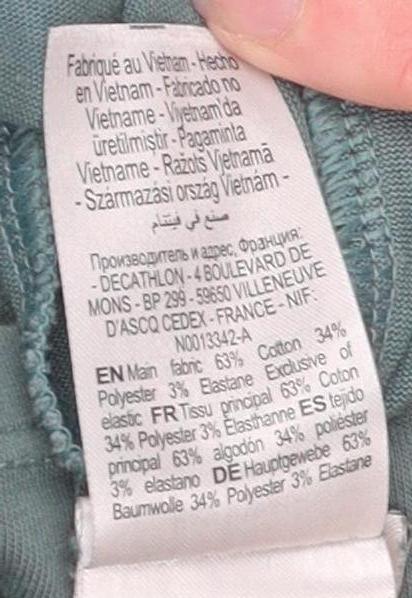 Fabriqué au Vietnam - Hecho
en Vietnam - Fabricado no
Vietname - Vıyetnam'da
üretilmiştir - Pagaminta
Vietname - Ražots Vjetnamā
- Származási ország Vietnám -
صنع في فيتنام
Производитель и адрес, Франция:
- DECATHLON - 4 BOULEVARD DE
MONS - BP 299 - 59650 VILLENEUVE
D'ASCQ CEDEX - FRANCE - NIF:
N0013342-A
EN Main fabric 63% Cotton 34%
Polyester 3% Elastane Exclusive of
elastic FR Tissu principal 63% Coton
34% Polyester 3% Elasthanne ES tejido
principal 63% algodón 34% poliéster
3% elastano DE Hauptgewebe 63%
Baumwolle 34% Polyester 3% Elastane